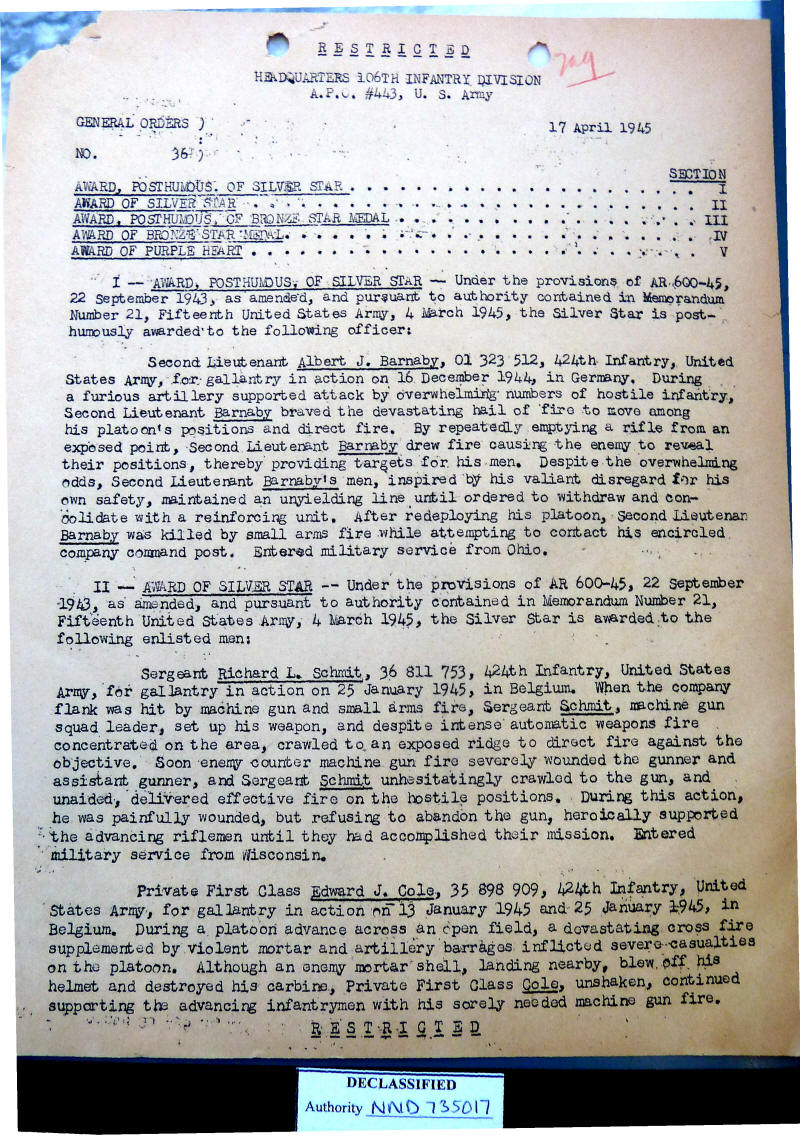 RESTRICTED
709
HEADQUARTERS 106TH INFANTRY DIVISION
A.P.O. #443, U. S. Army
GENERAL ORDERS )
:
17 April 1945
NO. 36 )
SECTION
AWARD, POSTHUMOUS, OF SILVER STAR . . . . . . . . . . . . . . . . . . . . . . . I
AWARD OF SILVER STAR . . . . . . . . . . . . . . . . . . . . . . . . . . . . . II
AWARD, POSTHUMOUS, OF BRONZE STAR MEDAL . . . . . . . . . . . . . . . . . . . . III
AWARD OF BRONZE STAR MEDAL. . . . . . . . . . . . . . . . . . . . . . . . . . . IV
AWARD OF PURPLE HEART . . . . . . . . . . . . . . . . . . . . . . . . . . . . . V
I — AWARD, POSTHUMOUS, OF SILVER STAR — Under the provisions of AR 600-45,
22 September 1943, as amended, and pursuant to authority contained in Memorandum
Number 21, Fifteenth United States Army, 4 March 1945, the Silver Star is post-
humously awarded to the following officer:
Second Lieutenant Albert J. Barnaby, 01 323 512, 424th Infantry, United
States Army, for gallantry in action on 16 December 1944, in Germany. During
a furious artillery supported attack by overwhelming numbers of hostile infantry,
Second Lieutenant Barnaby braved the devastating hail of fire to move among
his platoon's positions and direct fire. By repeatedly emptying a rifle from an
exposed point, Second Lieutenant Barnaby drew fire causing the enemy to reveal
their positions, thereby providing targets for his men. Despite the overwhelming
odds, Second Lieutenant Barnaby's men, inspired by his valiant disregard for his
own safety, maintained an unyielding line until ordered to withdraw and con-
solidate with a reinforcing unit. After redeploying his platoon, Second Lieutenan
Barnaby was killed by small arms fire while attempting to contact his encircled
company command post. Entered military service from Ohio.
II — AWARD OF SILVER STAR -- Under the provisions of AR 600-45, 22 September
1943, as amended, and pursuant to authority contained in Memorandum Number 21,
Fifteenth United States Army, 4 March 1945, the Silver Star is awarded to the
following enlisted men:
Sergeant Richard L. Schmit, 36 811 753, 424th Infantry, United States
Army, for gallantry in action on 25 January 1945, in Belgium. When the company
flank was hit by machine gun and small arms fire, Sergeant Schmit, machine gun
squad leader, set up his weapon, and despite intense automatic weapons fire
concentrated on the area, crawled to an exposed ridge to direct fire against the
objective. Soon enemy counter machine gun fire severely wounded the gunner and
assistant gunner, and Sergeant Schmit unhesitatingly crawled to the gun, and
unaided, delivered effective fire on the hostile positions. During this action,
he was painfully wounded, but refusing to abandon the gun, heroically supported
the advancing riflemen until they had accomplished their mission. Entered
military service from Wisconsin.
Private First Class Edward J. Cole, 35 898 909, 424th Infantry, United
States Army, for gallantry in action on 13 January 1945 and 25 January 1945, in
Belgium. During a platoon advance across an open field, a devastating cross fire
supplemented by violent mortar and artillery barrages inflicted severe casualties
on the platoon. Although an enemy mortar shell, landing nearby, blew off his
helmet and destroyed his carbine, Private First Class Cole, unshaken, continued
supporting the advancing infantrymen with his sorely needed machine gun fire.
RESTRICTED
DECLASSIFIED
Authority NND 735017